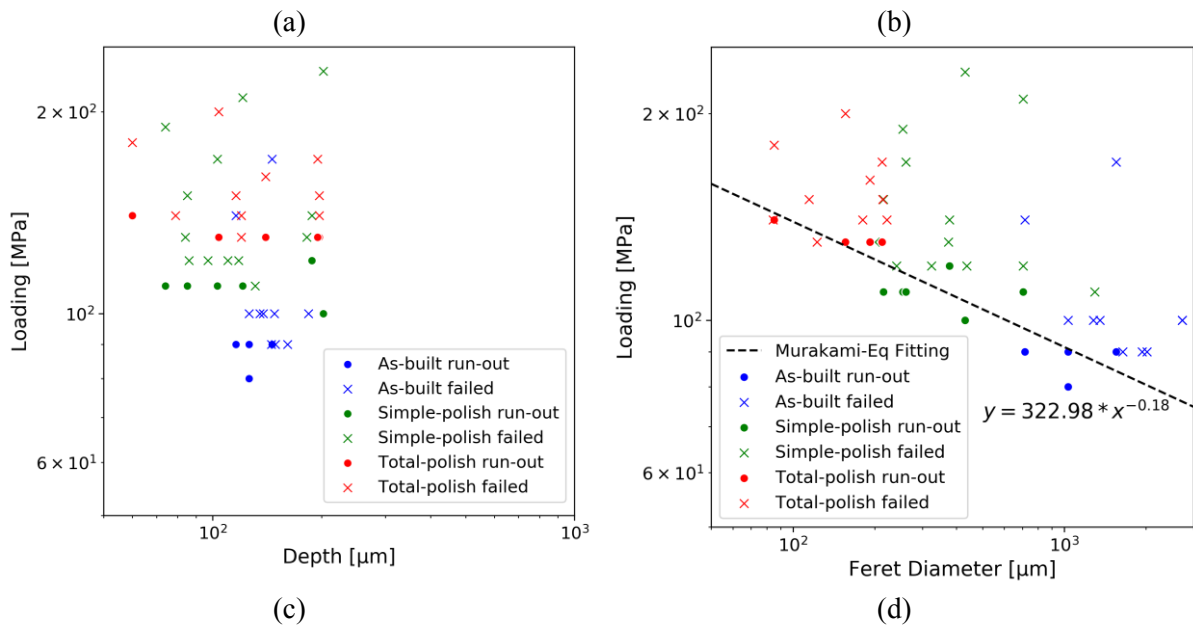 (a)
(b)
2 × 10²
10²
6 × 10¹
Loading [MPa]
As-built run-out
As-built failed
Simple-polish run-out
Simple-polish failed
Total-polish run-out
Total-polish failed
10²
10³
Depth [µm]
(c)
2 × 10²
10²
6 × 10¹
Loading [MPa]
Murakami-Eq Fitting
As-built run-out
As-built failed
Simple-polish run-out
Simple-polish failed
Total-polish run-out
Total-polish failed
y = 322.98 * x⁻⁰·¹⁸
10²
10³
Feret Diameter [µm]
(d)